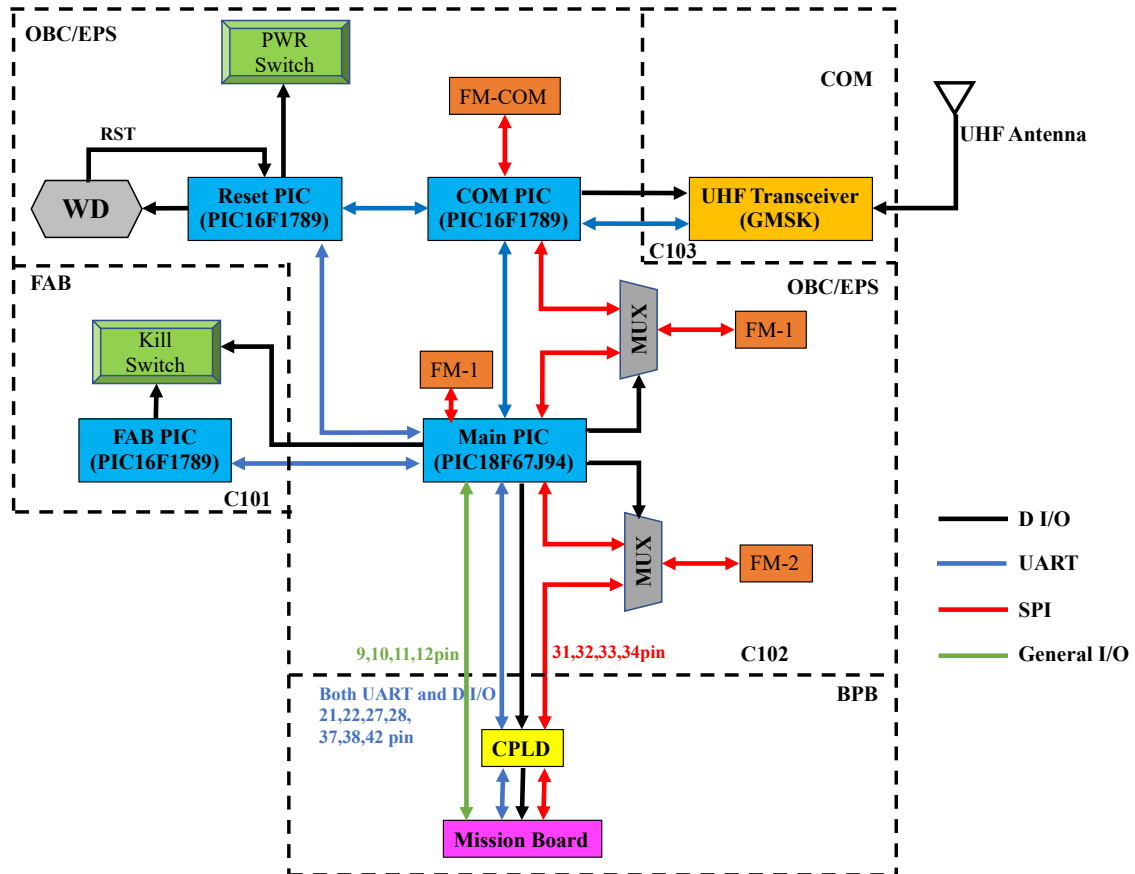 OBC/EPS
PWR
Switch
COM
FM-COM
UHF Antenna
RST
WD
Reset PIC
(PIC16F1789)
COM PIC
(PIC16F1789)
UHF Transceiver
(GMSK)
C103
FAB
OBC/EPS
Kill
Switch
MUX
FM-1
FM-1
FAB PIC
(PIC16F1789)
Main PIC
(PIC18F67J94)
C101
D I/O
MUX
FM-2
UART
SPI
9,10,11,12pin
31,32,33,34pin
C102
General I/O
Both UART and D I/O
21,22,27,28,
37,38,42 pin
BPB
CPLD
Mission Board